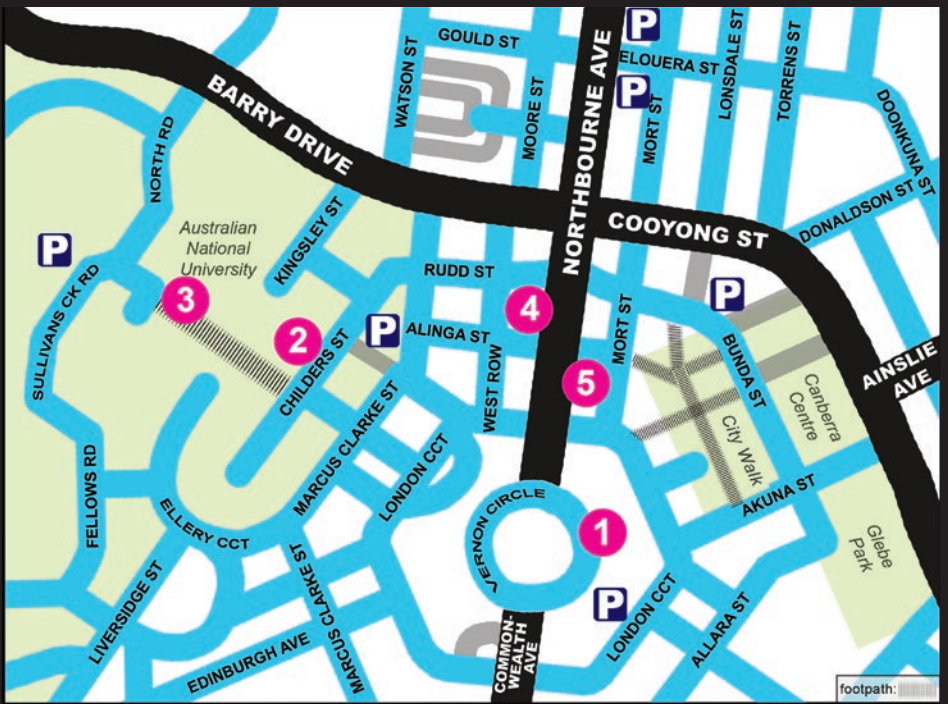 GOULD ST
P
ELOUERA ST
P
WATSON ST
MOORE ST
NORTHBOURNE AVE
MORT ST
LONSDALE ST
TORRENS ST
DOONKUNA ST
BARRY DRIVE
NORTH RD
DONALDSON ST
COOYONG ST
Australian
National
University
KINGSLEY ST
P
SULLIVANS CK RD
RUDD ST
3
4
P
2
P
ALINGA ST
MORT ST
CHILDERS ST
WEST ROW
5
BUNDA ST
AINSLIE
AVE
Canberra
Centre
City Walk
MARCUS CLARKE ST
LONDON CCT
FELLOWS RD
ELLERY CCT
AKUNA ST
VERNON CIRCLE
1
Glebe
Park
P
LIVERSIDGE ST
MARCUS CLARKE ST
EDINBURGH AVE
COMMON-
WEALTH
AVE
LONDON CCT
ALLARA ST
footpath: